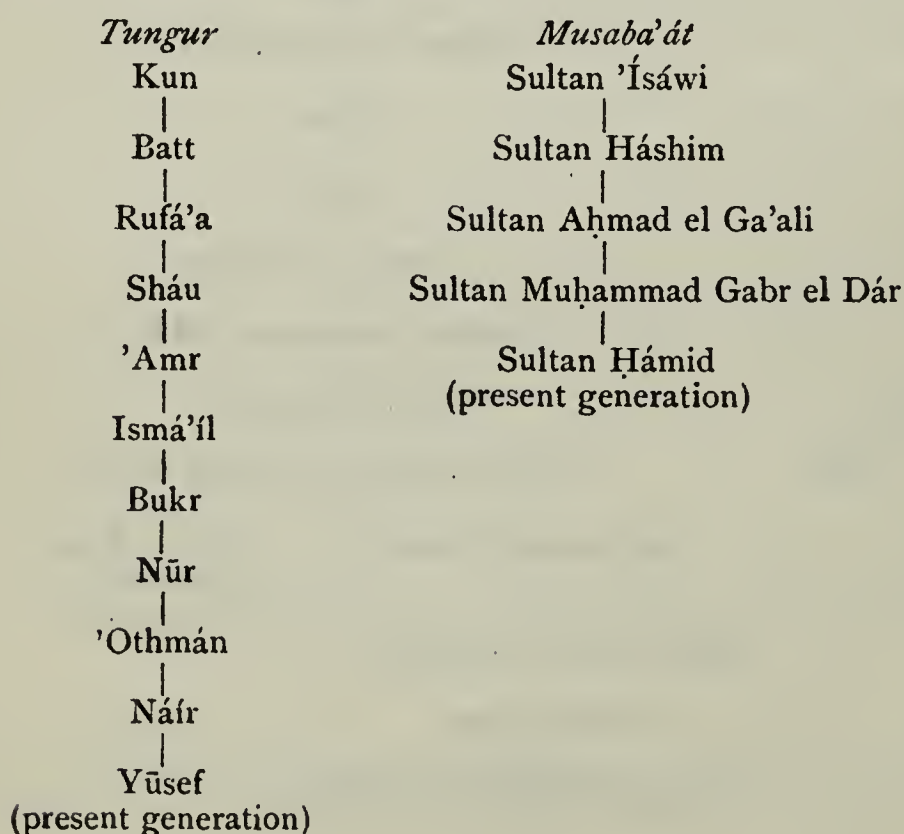 Tungur
Kun
Batt
Rufá’a
Sháu
’Amr
Ismá’íl
Bukr
Nūr
’Othmán
Náír
Yūsef
(present generation)
Musaba’át
Sultan ’Ísáwi
Sultan Háshim
Sultan Aḥmad el Ga’ali
Sultan Muḥammad Gabr el Dár
Sultan Ḥámid
(present generation)